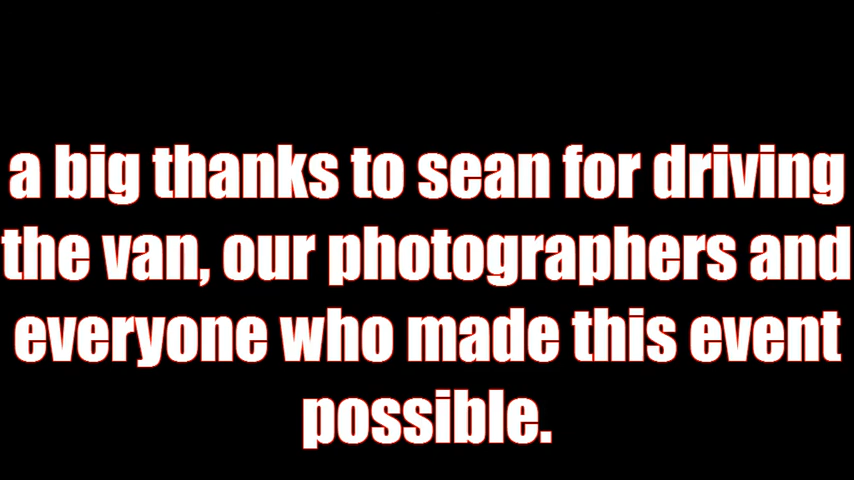 a big thanks to sean for driving
the van, our photographers and
everyone who made this event
possible.